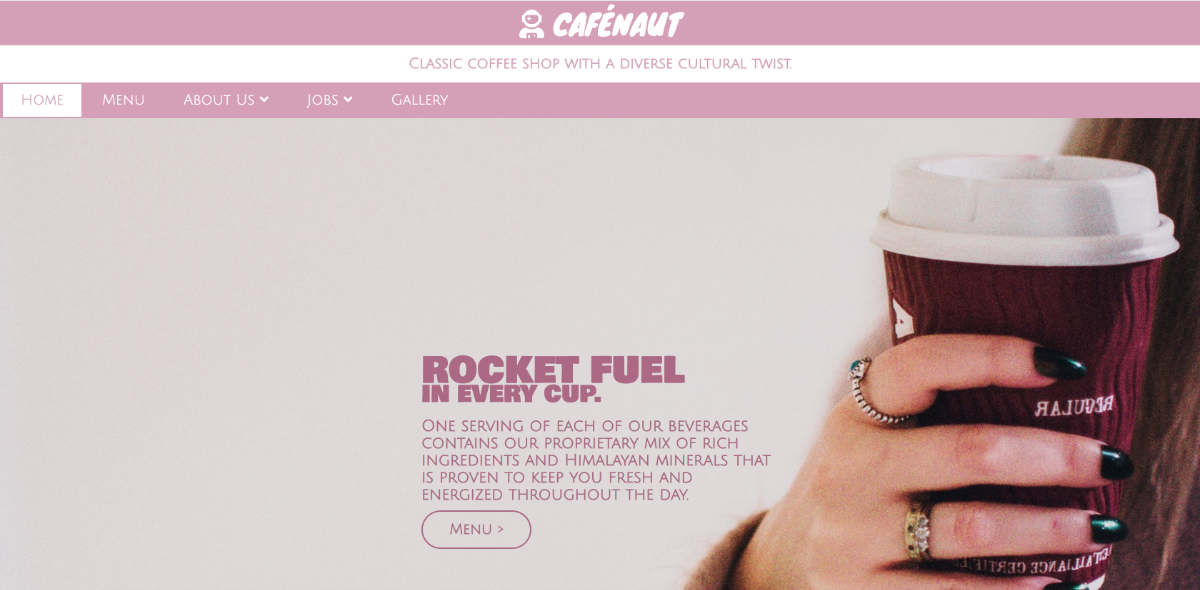 CAFÉNAUT
Classic coffee shop with a diverse cultural twist.
Home Menu About Us Jobs Gallery
ROCKET FUEL
IN EVERY CUP.
One serving of each of our beverages
contains our proprietary mix of rich
ingredients and Himalayan minerals that
is proven to keep you fresh and
energized throughout the day.
Menu >
REGULAR